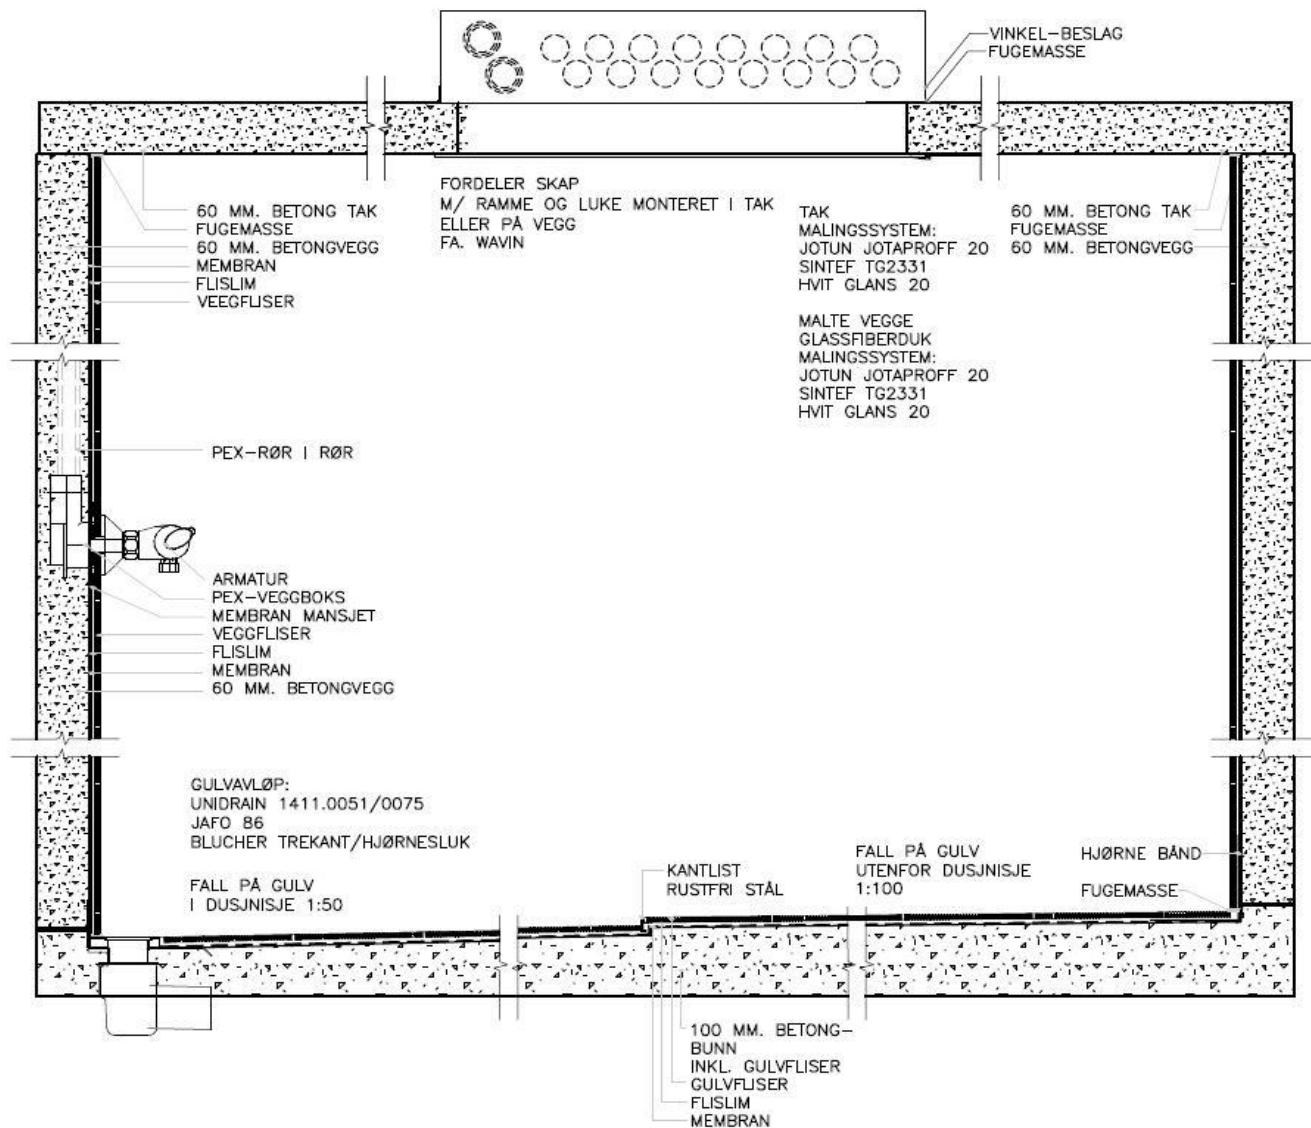 VINKEL-BESLAG
FUGEMASSE
FORDELER SKAP
M/ RAMME OG LUKE MONTERET I TAK
ELLER PÅ VEGG
FA. WAVIN
60 MM. BETONG TAK
FUGEMASSE
60 MM. BETONGVEGG
MEMBRAN
FLISLIM
VEEGFLISER
TAK
MALINGSSYSTEM:
JOTUN JOTAPROFF 20
SINTEF TG2331
HVIT GLANS 20
60 MM. BETONG TAK
FUGEMASSE
60 MM. BETONGVEGG
MALTE VEGGE
GLASSFIBERDUK
MALINGSSYSTEM:
JOTUN JOTAPROFF 20
SINTEF TG2331
HVIT GLANS 20
PEX-RØR I RØR
ARMATUR
PEX-VEGGBOKS
MEMBRAN MANSJET
VEGGFLISER
FLISLIM
MEMBRAN
60 MM. BETONGVEGG
GULVAVLØP:
UNIDRAIN 1411.0051/0075
JAFO 86
BLUCHER TREKANT/HJØRNESLUK
FALL PÅ GULV
I DUSJNISJE 1:50
KANTLIST
RUSTFRI STÅL
FALL PÅ GULV
UTENFOR DUSJNISJE
1:100
HJØRNE BÅND
FUGEMASSE
100 MM. BETONG-
BUNN
INKL. GULVFLISER
GULVFLISER
FLISLIM
MEMBRAN